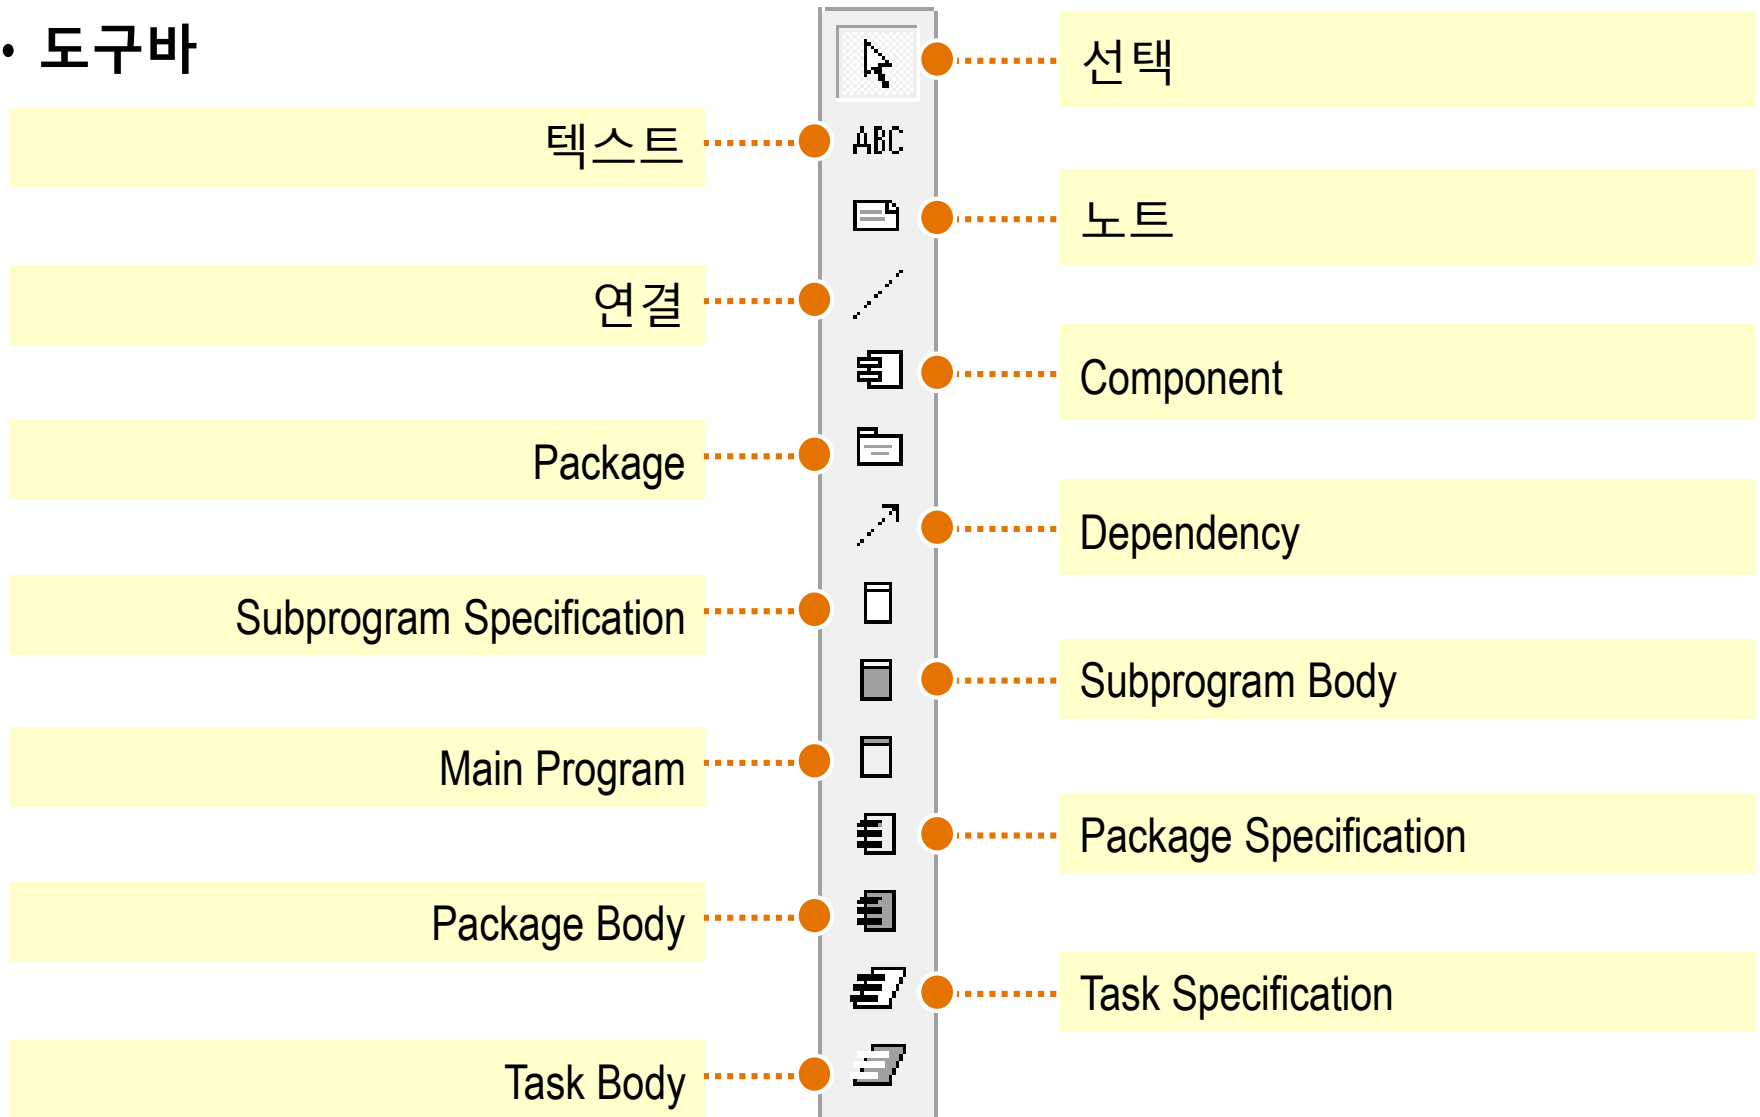 • 도구바
선택
텍스트
ABC
노트
연결
Component
Package
Dependency
Subprogram Specification
Subprogram Body
Main Program
Package Specification
Package Body
Task Specification
Task Body